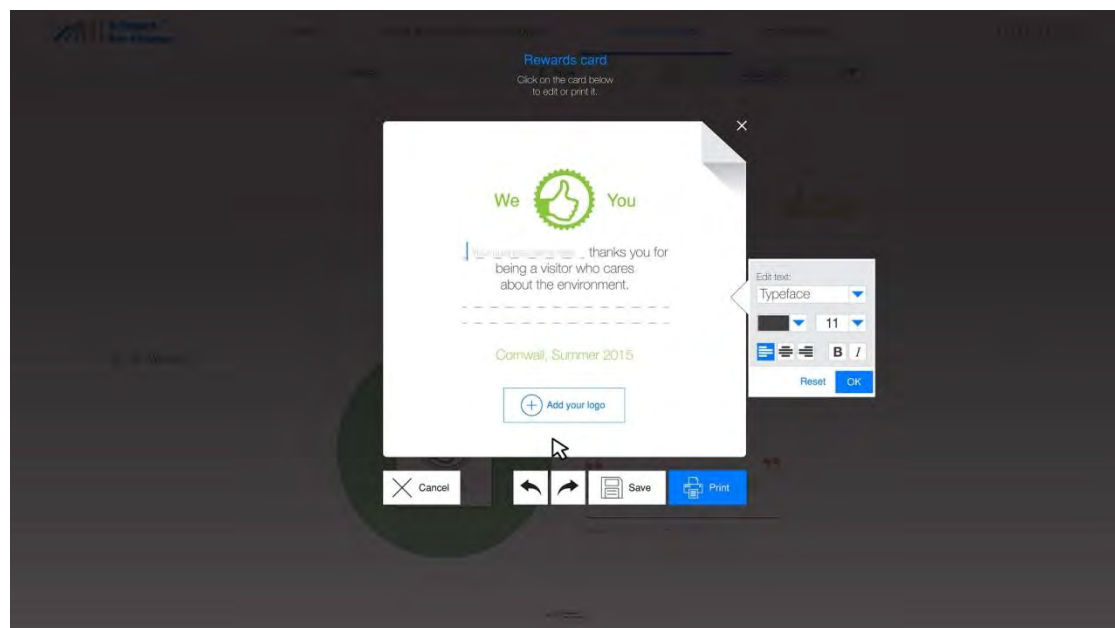 Rewards card
Click on the card below
to edit or print it.
We You
thanks you for
being a visitor who cares
about the environment.
Cornwall, Summer 2015
Add your logo
Edit text:
Typeface
11
B I
Reset OK
Cancel Save Print